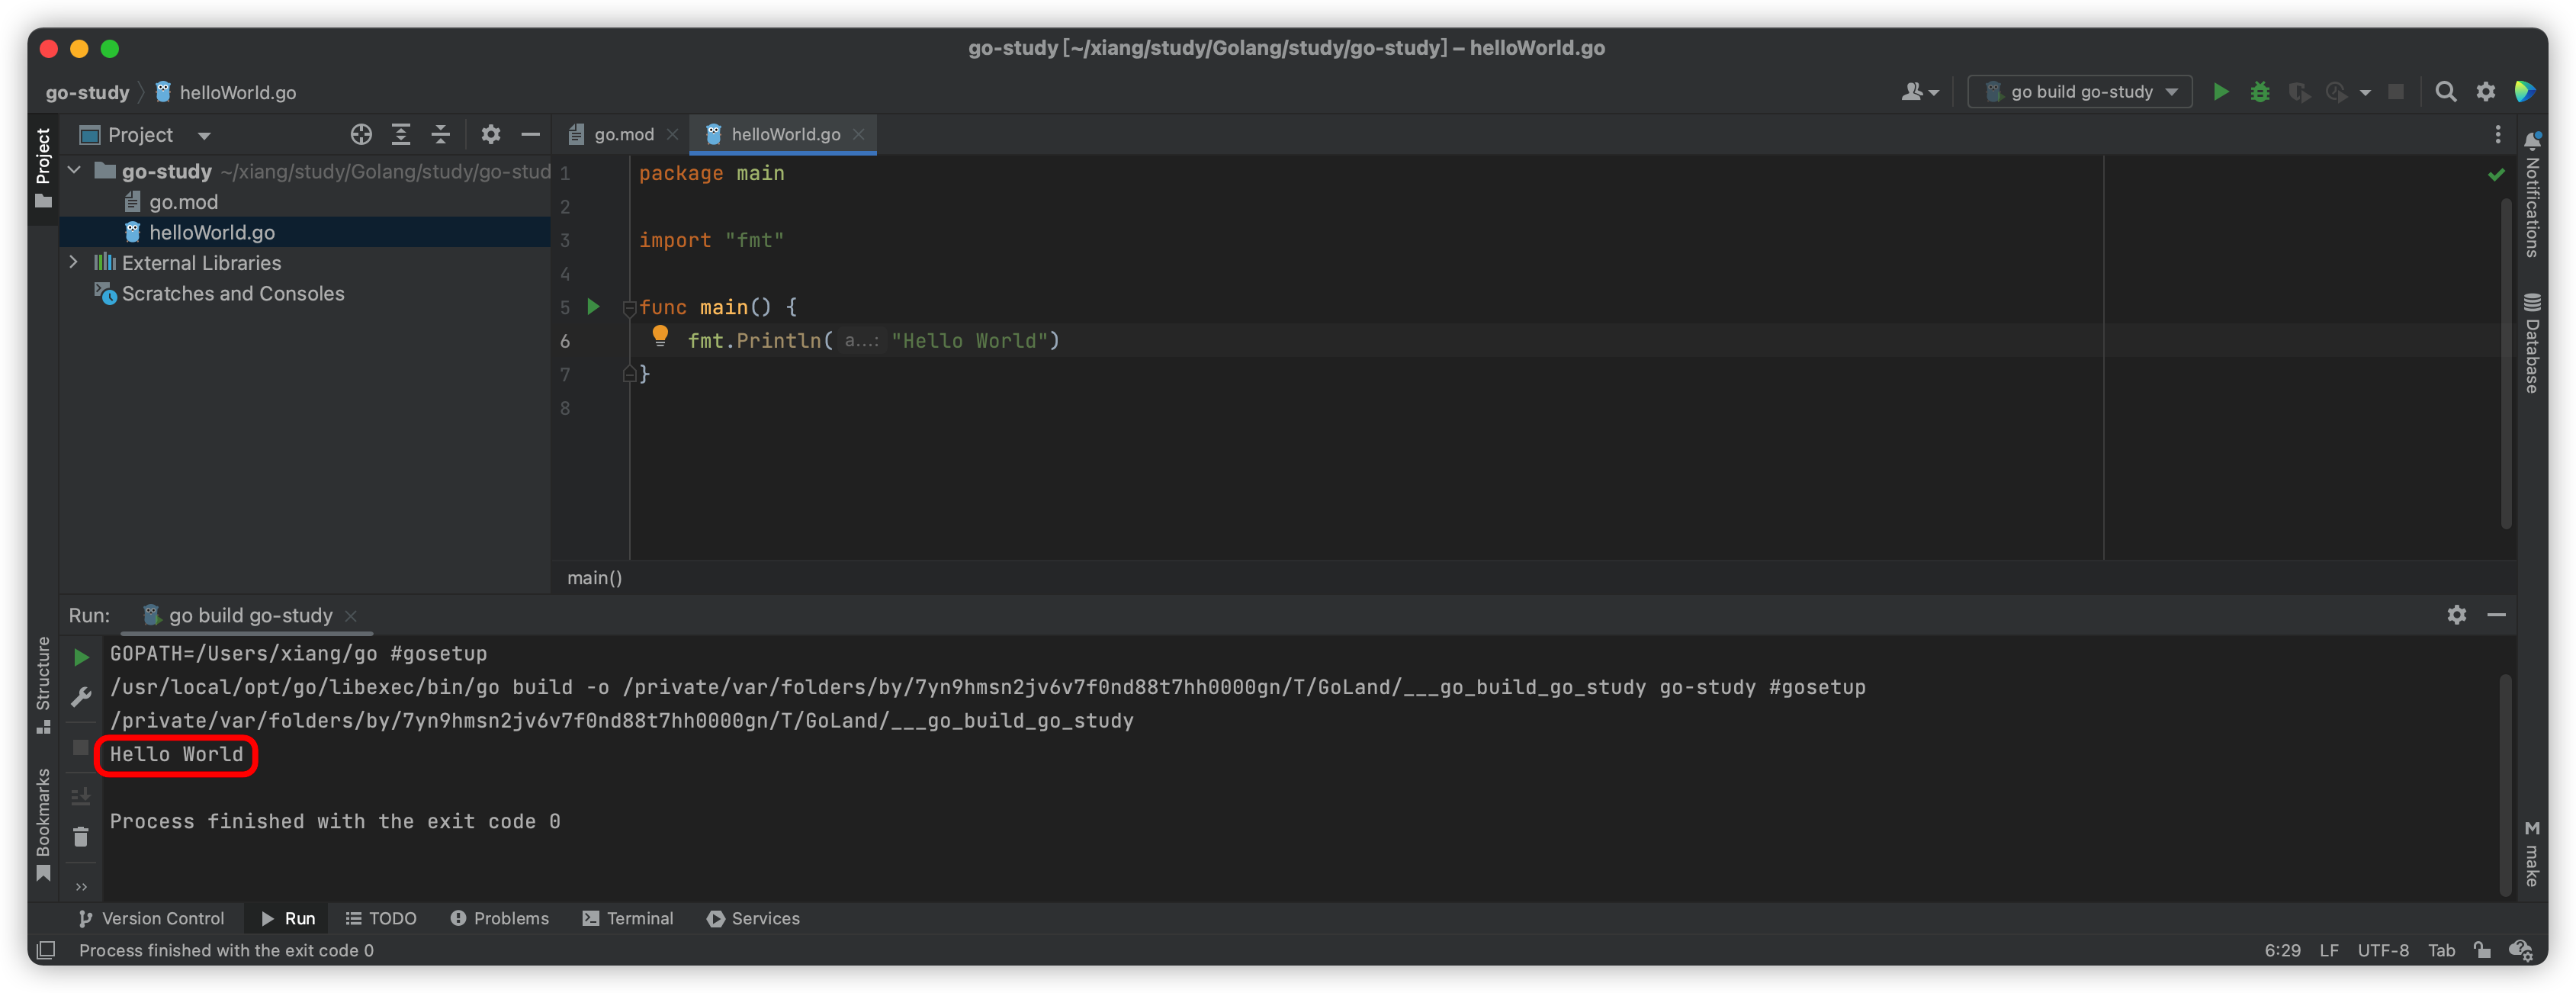 go-study [~/xiang/study/Golang/study/go-study] – helloWorld.go
go-study helloWorld.go
go build go-study
Project
go.mod
helloWorld.go
Project
go-study ~/xiang/study/Golang/study/go-stud
go.mod
helloWorld.go
External Libraries
Scratches and Consoles
1 package main
2
3 import "fmt"
4
5 func main() {
6 fmt.Println( a...: "Hello World")
7 }
8
main()
Notifications
Database
make
Structure
Bookmarks
Run: go build go-study
GOPATH=/Users/xiang/go #gosetup
/usr/local/opt/go/libexec/bin/go build -o /private/var/folders/by/7yn9hmsn2jv6v7f0nd88t7hh0000gn/T/GoLand/___go_build_go_study go-study #gosetup
/private/var/folders/by/7yn9hmsn2jv6v7f0nd88t7hh0000gn/T/GoLand/___go_build_go_study
Hello World
Process finished with the exit code 0
Version Control Run TODO Problems Terminal Services
Process finished with the exit code 0
6:29 LF UTF-8 Tab